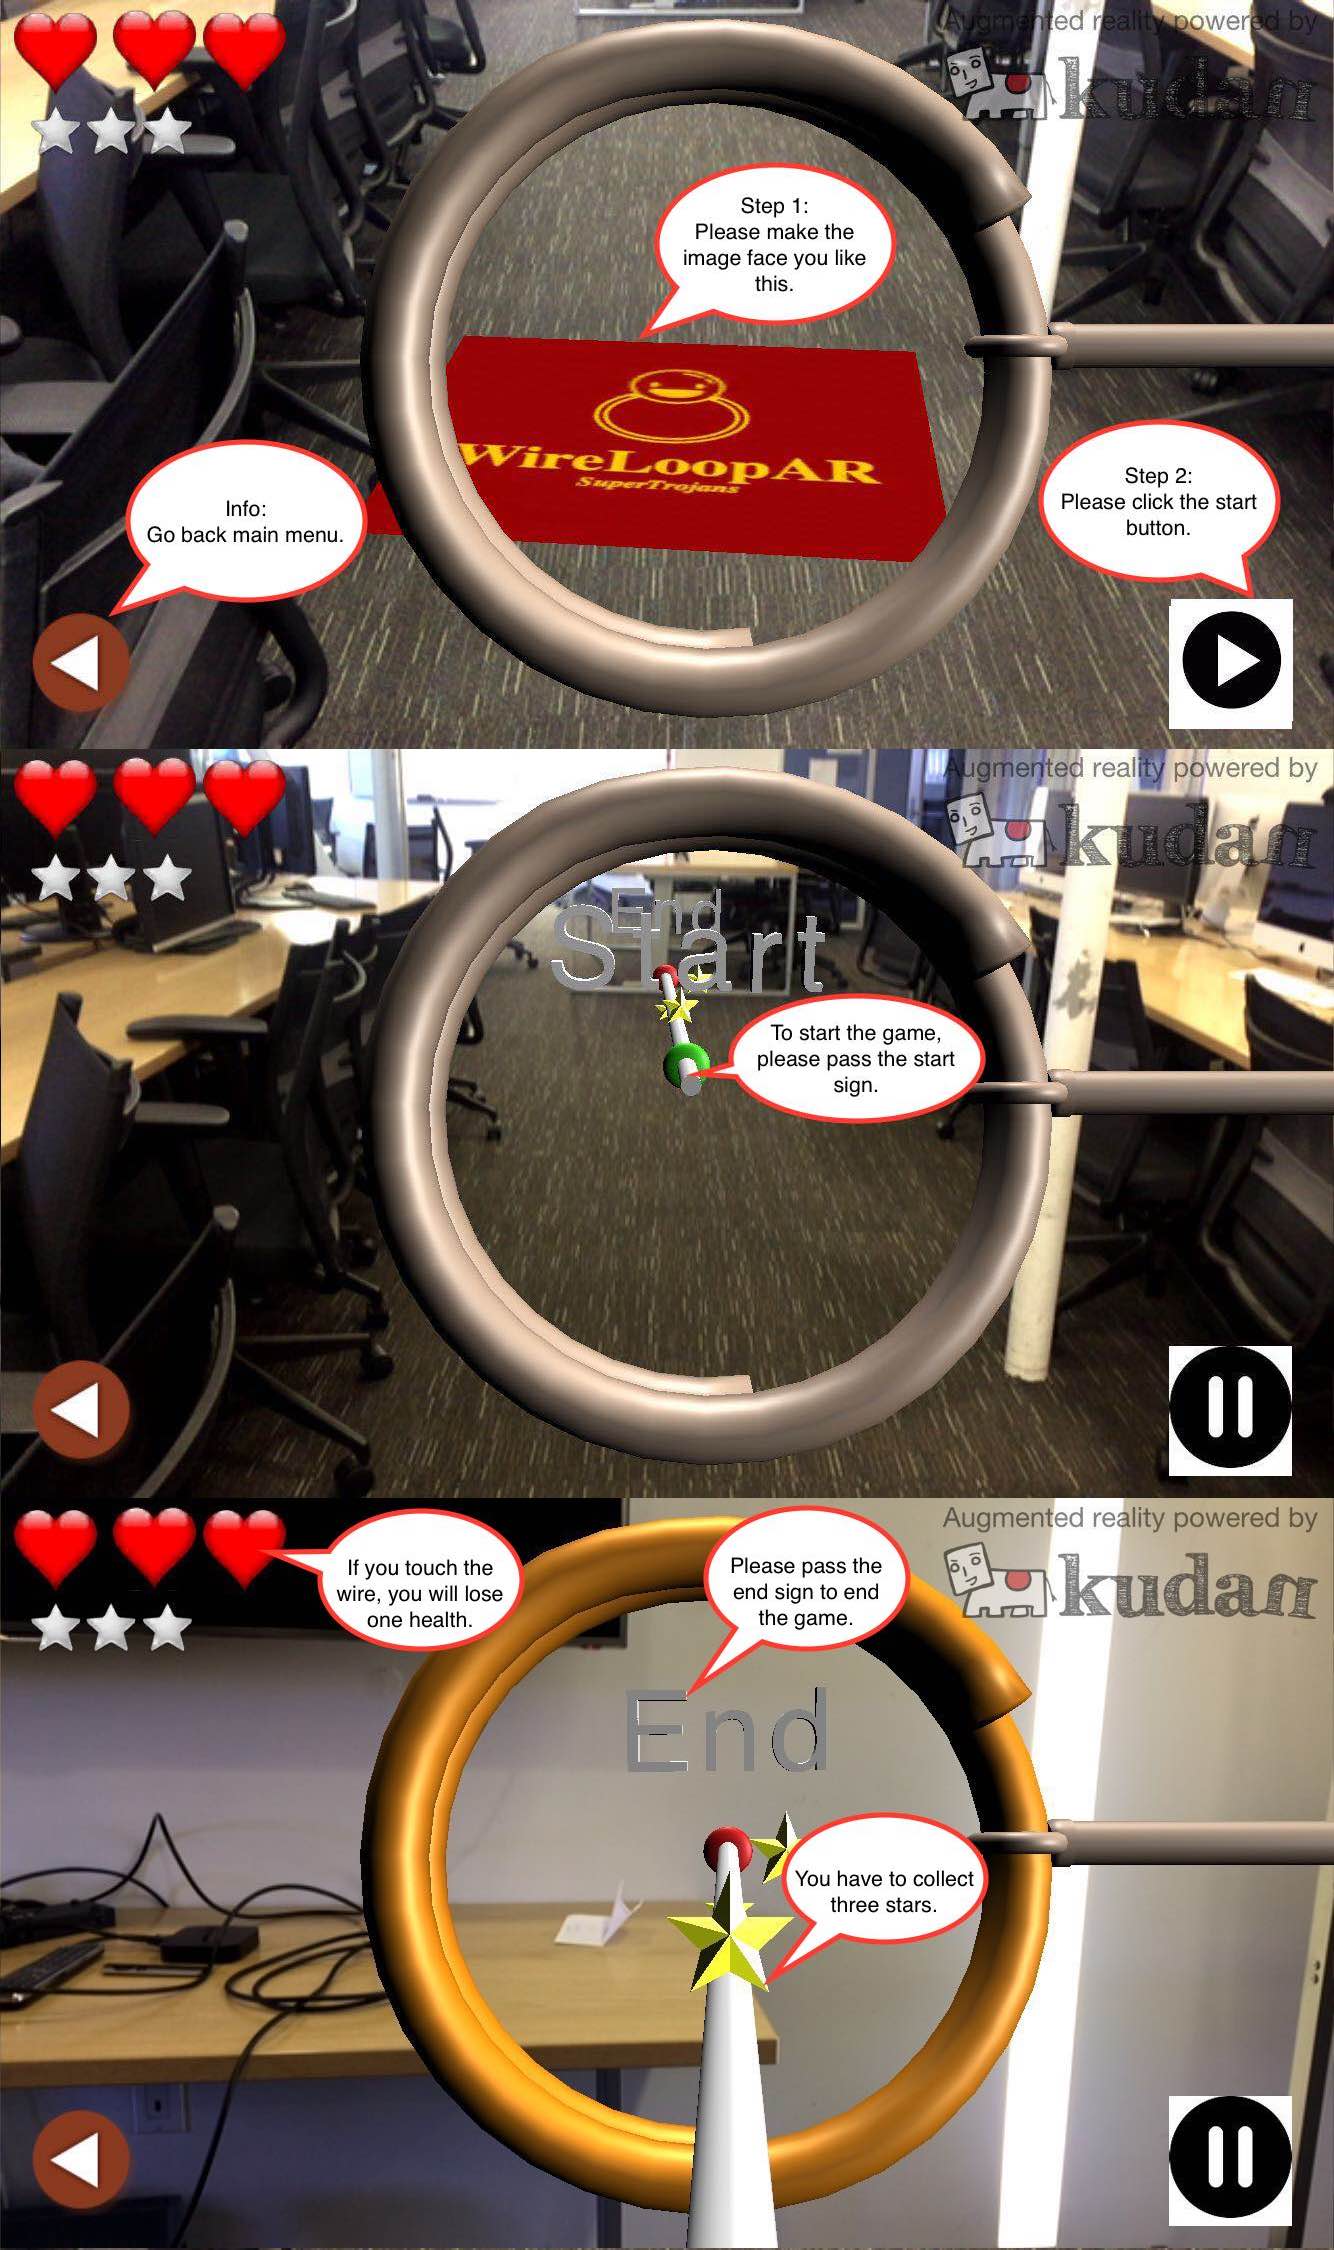 Augmented reality powered by
kudan
Step 1:
Please make the
image face you like
this.
WireLoopAR
SuperTrojans
Info:
Go back main menu.
Step 2:
Please click the start
button.
Augmented reality powered by
kudan
End
Start
To start the game,
please pass the start
sign.
Augmented reality powered by
kudan
If you touch the
wire, you will lose
one health.
Please pass the
end sign to end
the game.
End
You have to collect
three stars.